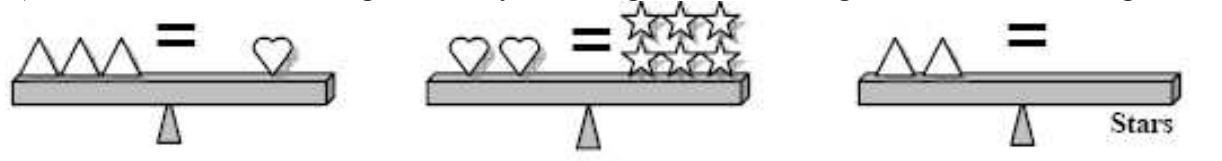 =
=
=
Stars